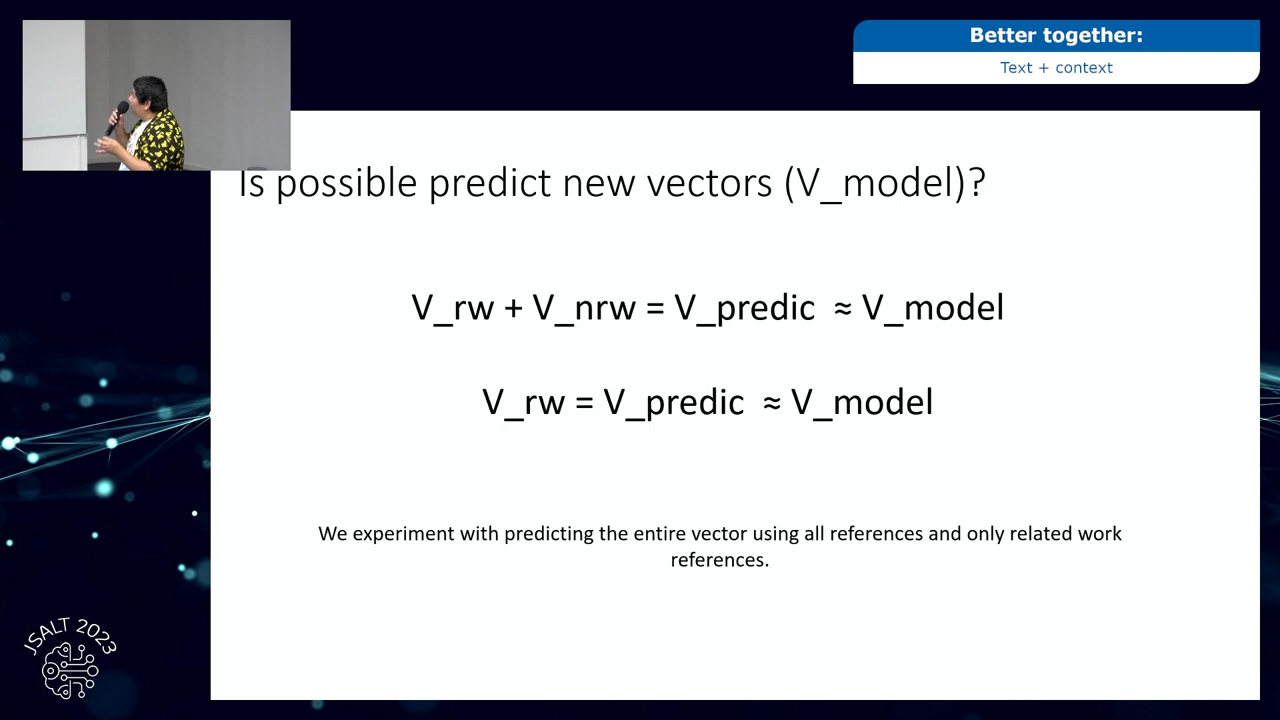 Better together:
Text + context
Is possible predict new vectors (V_model)?
V_rw + V_nrw = V_predic ≈ V_model
V_rw = V_predic ≈ V_model
We experiment with predicting the entire vector using all references and only related work
references.
JSALT 2023